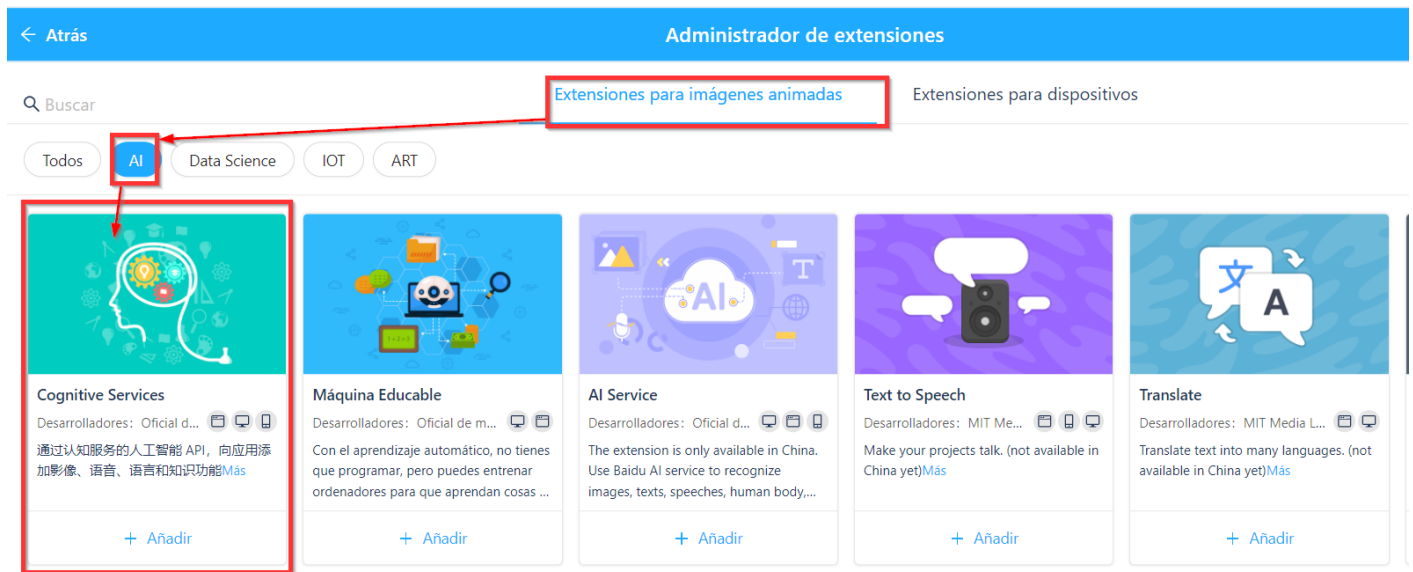 ← Atrás
Administrador de extensiones
Buscar
Extensiones para imágenes animadas
Extensiones para dispositivos
Todos
AI
Data Science
IOT
ART
Cognitive Services
Desarrolladores: Oficial d...
通过认知服务的人工智能 API，向应用添
加影像、语音、语言和知识功能Más
+ Añadir
1+2=3
Máquina Educable
Desarrolladores: Oficial de m...
Con el aprendizaje automático, no tienes
que programar, pero puedes entrenar
ordenadores para que aprendan cosas ...
+ Añadir
AI
T
AI Service
Desarrolladores: Oficial d...
The extension is only available in China.
Use Baidu AI service to recognize
images, texts, speeches, human body,...
+ Añadir
Text to Speech
Desarrolladores: MIT Me...
Make your projects talk. (not available in
China yet)Más
+ Añadir
文
A
Translate
Desarrolladores: MIT Media L...
Translate text into many languages. (not
available in China yet)Más
+ Añadir